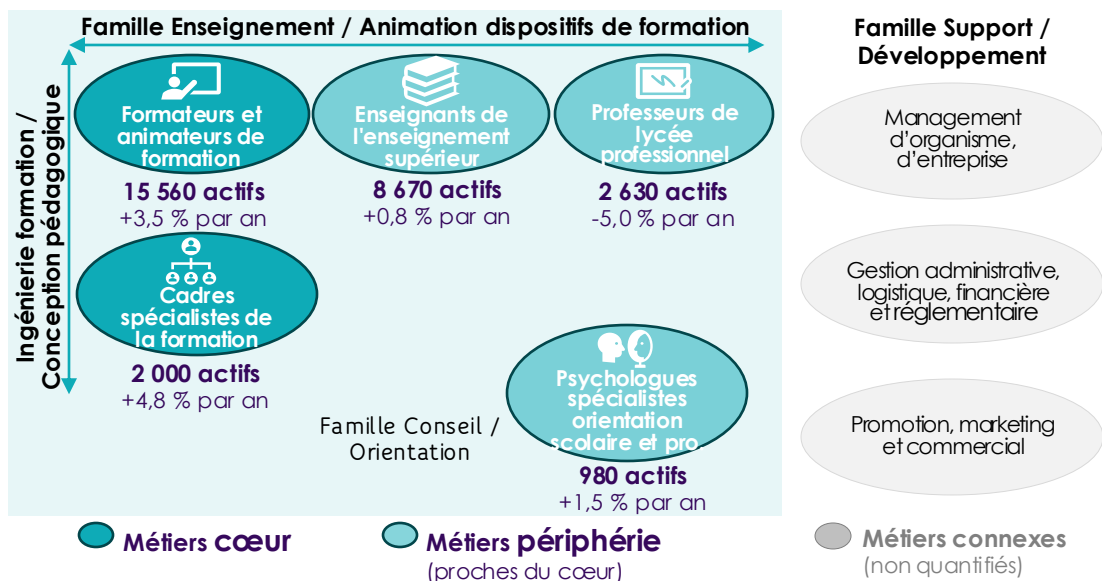 Famille Enseignement / Animation dispositifs de formation
Ingénierie formation /
Conception pédagogique
Formateurs et
animateurs de
formation
15 560 actifs
+3,5 % par an
Enseignants de
l'enseignement
supérieur
8 670 actifs
+0,8 % par an
Professeurs de
lycée
professionnel
2 630 actifs
-5,0 % par an
Cadres
spécialistes de
la formation
2 000 actifs
+4,8 % par an
Famille Conseil /
Orientation
Psychologues
spécialistes
orientation
scolaire et pro.
980 actifs
+1,5 % par an
Famille Support /
Développement
Management
d'organisme,
d'entreprise
Gestion administrative,
logistique, financière
et réglementaire
Promotion, marketing
et commercial
Métiers cœur
Métiers périphérie
(proches du cœur)
Métiers connexes
(non quantifiés)